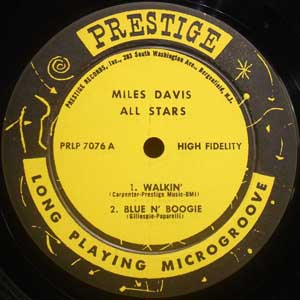 PRESTIGE
PRESTIGE RECORDS, Inc., 203 South Washington Ave., Bergenfield, N.J.
MILES DAVIS
ALL STARS
PRLP 7076 A HIGH FIDELITY
1. WALKIN'
(Carpenter-Prestige Music-BMI)
2. BLUE N' BOOGIE
(Gillespie-Paparelli)
LONG PLAYING MICROGROOVE